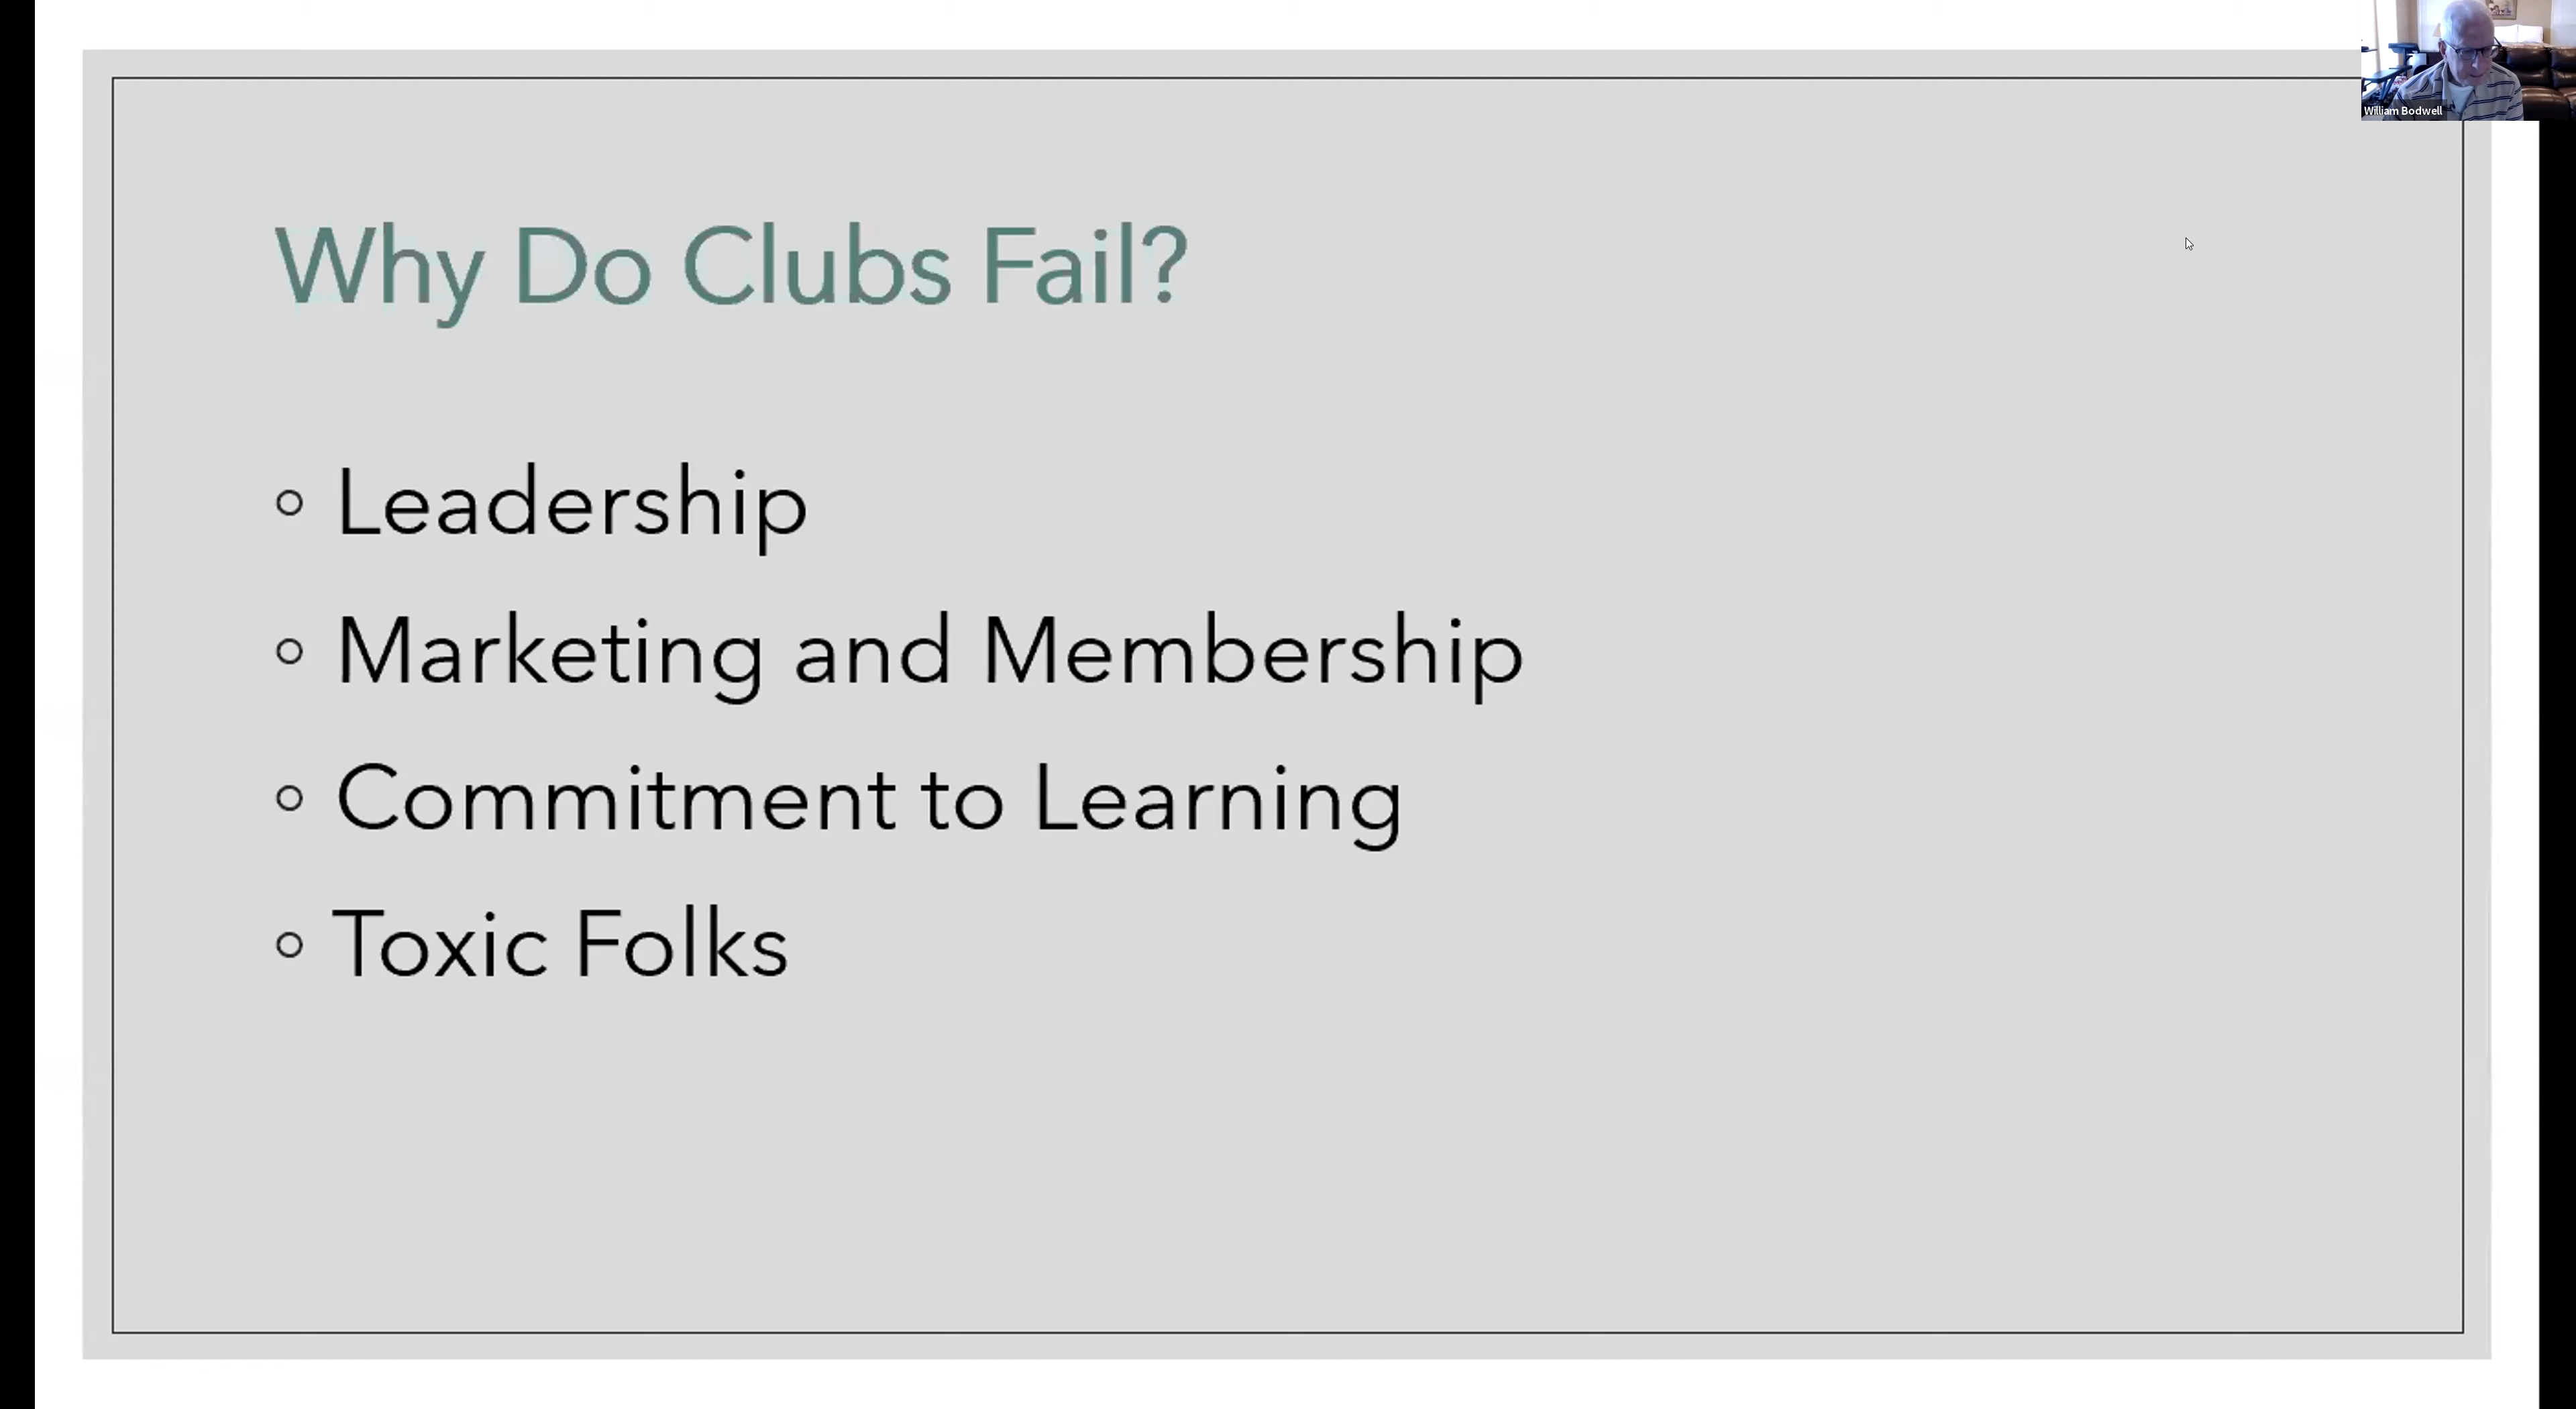 William Bodwell
Why Do Clubs Fail?
Leadership
Marketing and Membership
Commitment to Learning
Toxic Folks